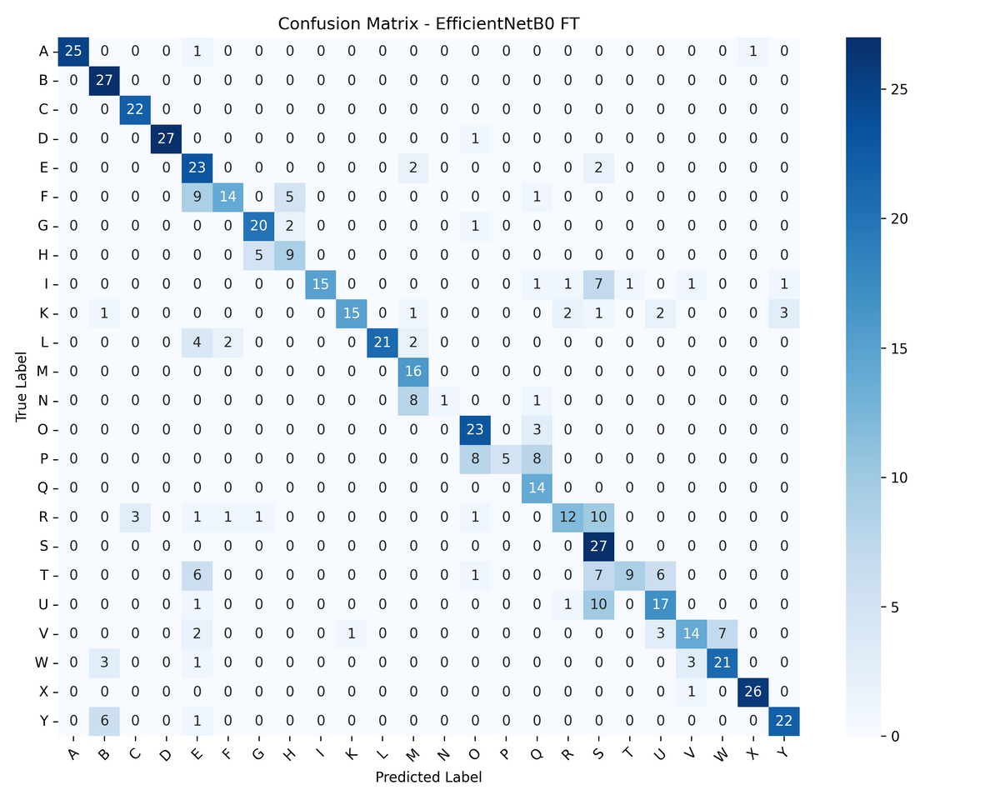 Confusion Matrix - EfficientNetB0 FT
True Label
A 25 0 0 0 1 0 0 0 0 0 0 0 0 0 0 0 0 0 0 0 0 0 1 0
B 0 27 0 0 0 0 0 0 0 0 0 0 0 0 0 0 0 0 0 0 0 0 0 0
C 0 0 22 0 0 0 0 0 0 0 0 0 0 0 0 0 0 0 0 0 0 0 0 0
D 0 0 0 27 0 0 0 0 0 0 0 0 0 1 0 0 0 0 0 0 0 0 0 0
E 0 0 0 0 23 0 0 0 0 0 0 2 0 0 0 0 0 2 0 0 0 0 0 0
F 0 0 0 0 9 14 0 5 0 0 0 0 0 0 0 1 0 0 0 0 0 0 0 0
G 0 0 0 0 0 0 20 2 0 0 0 0 0 1 0 0 0 0 0 0 0 0 0 0
H 0 0 0 0 0 0 5 9 0 0 0 0 0 0 0 0 0 0 0 0 0 0 0 0
I 0 0 0 0 0 0 0 0 15 0 0 0 0 0 0 1 1 7 1 0 1 0 0 1
K 0 1 0 0 0 0 0 0 0 15 0 1 0 0 0 0 2 1 0 2 0 0 0 3
L 0 0 0 0 4 2 0 0 0 0 21 2 0 0 0 0 0 0 0 0 0 0 0 0
M 0 0 0 0 0 0 0 0 0 0 0 16 0 0 0 0 0 0 0 0 0 0 0 0
N 0 0 0 0 0 0 0 0 0 0 0 8 1 0 0 1 0 0 0 0 0 0 0 0
O 0 0 0 0 0 0 0 0 0 0 0 0 0 23 0 3 0 0 0 0 0 0 0 0
P 0 0 0 0 0 0 0 0 0 0 0 0 0 8 5 8 0 0 0 0 0 0 0 0
Q 0 0 0 0 0 0 0 0 0 0 0 0 0 0 0 14 0 0 0 0 0 0 0 0
R 0 0 3 0 1 1 1 0 0 0 0 0 0 1 0 0 12 10 0 0 0 0 0 0
S 0 0 0 0 0 0 0 0 0 0 0 0 0 0 0 0 0 27 0 0 0 0 0 0
T 0 0 0 0 6 0 0 0 0 0 0 0 0 1 0 0 0 7 9 6 0 0 0 0
U 0 0 0 0 1 0 0 0 0 0 0 0 0 0 0 0 1 10 0 17 0 0 0 0
V 0 0 0 0 2 0 0 0 0 1 0 0 0 0 0 0 0 0 0 3 14 7 0 0
W 0 3 0 0 1 0 0 0 0 0 0 0 0 0 0 0 0 0 0 0 3 21 0 0
X 0 0 0 0 0 0 0 0 0 0 0 0 0 0 0 0 0 0 0 0 1 0 26 0
Y 0 6 0 0 1 0 0 0 0 0 0 0 0 0 0 0 0 0 0 0 0 0 0 22
A B C D E F G H I K L M N O P Q R S T U V W X Y
Predicted Label
25
20
15
10
5
0